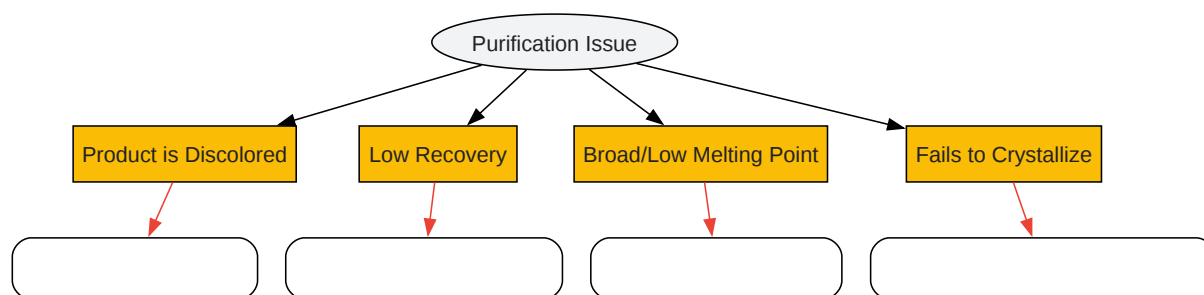 Purification Issue
Product is Discolored
Low Recovery
Broad/Low Melting Point
Fails to Crystallize